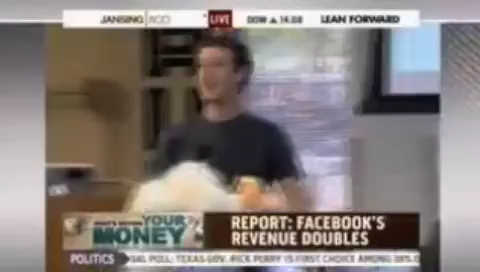 JANSING & CO
LIVE
DOW ▲ 14.08
LEAN FORWARD
YOUR
MONEY
REPORT: FACEBOOK'S
REVENUE DOUBLES
POLITICS
POLL: TEXAS GOV. RICK PERRY IS FIRST CHOICE AMONG